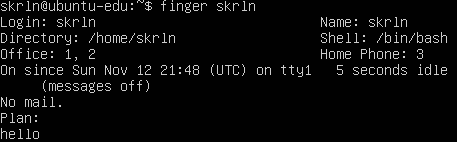 skrln@ubuntu-edu:~$ finger skrln
Login: skrln                            Name: skrln
Directory: /home/skrln                  Shell: /bin/bash
Office: 1, 2                            Home Phone: 3
On since Sun Nov 12 21:48 (UTC) on tty1   5 seconds idle
     (messages off)
No mail.
Plan:
hello